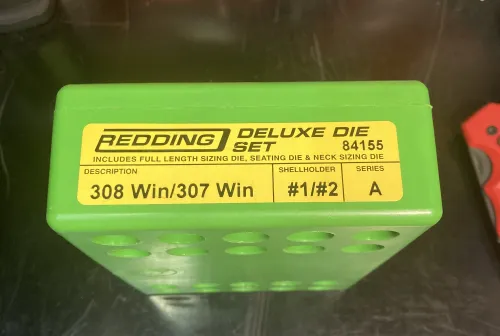 REDDING DELUXE DIE
SET 84155
INCLUDES FULL LENGTH SIZING DIE, SEATING DIE & NECK SIZING DIE
DESCRIPTION SHELLHOLDER SERIES
308 Win/307 Win #1/#2 A